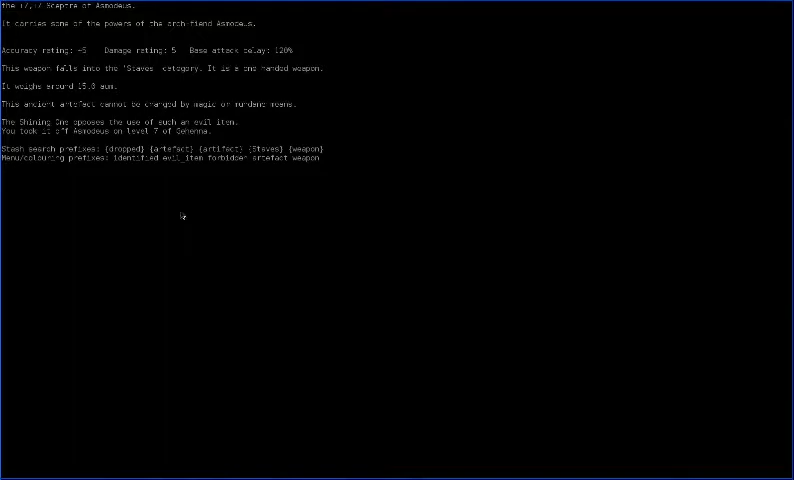 the +7,+7 Sceptre of Asmodeus.
It carries some of the powers of the arch-fiend Asmodeus.
Accuracy rating: -5 Damage rating: 5 Base attack delay: 120%
This weapon falls into the 'Staves' category. It is a one handed weapon.
It weighs around 15.0 aum.
This ancient artefact cannot be changed by magic or mundane means.
The Shining One opposes the use of such an evil item.
You took it off Asmodeus on level 7 of Gehenna.
Stash search prefixes: {dropped} {artefact} {artifact} {Staves} {weapon}
Menu/colouring prefixes: identified evil_item forbidden artefact weapon